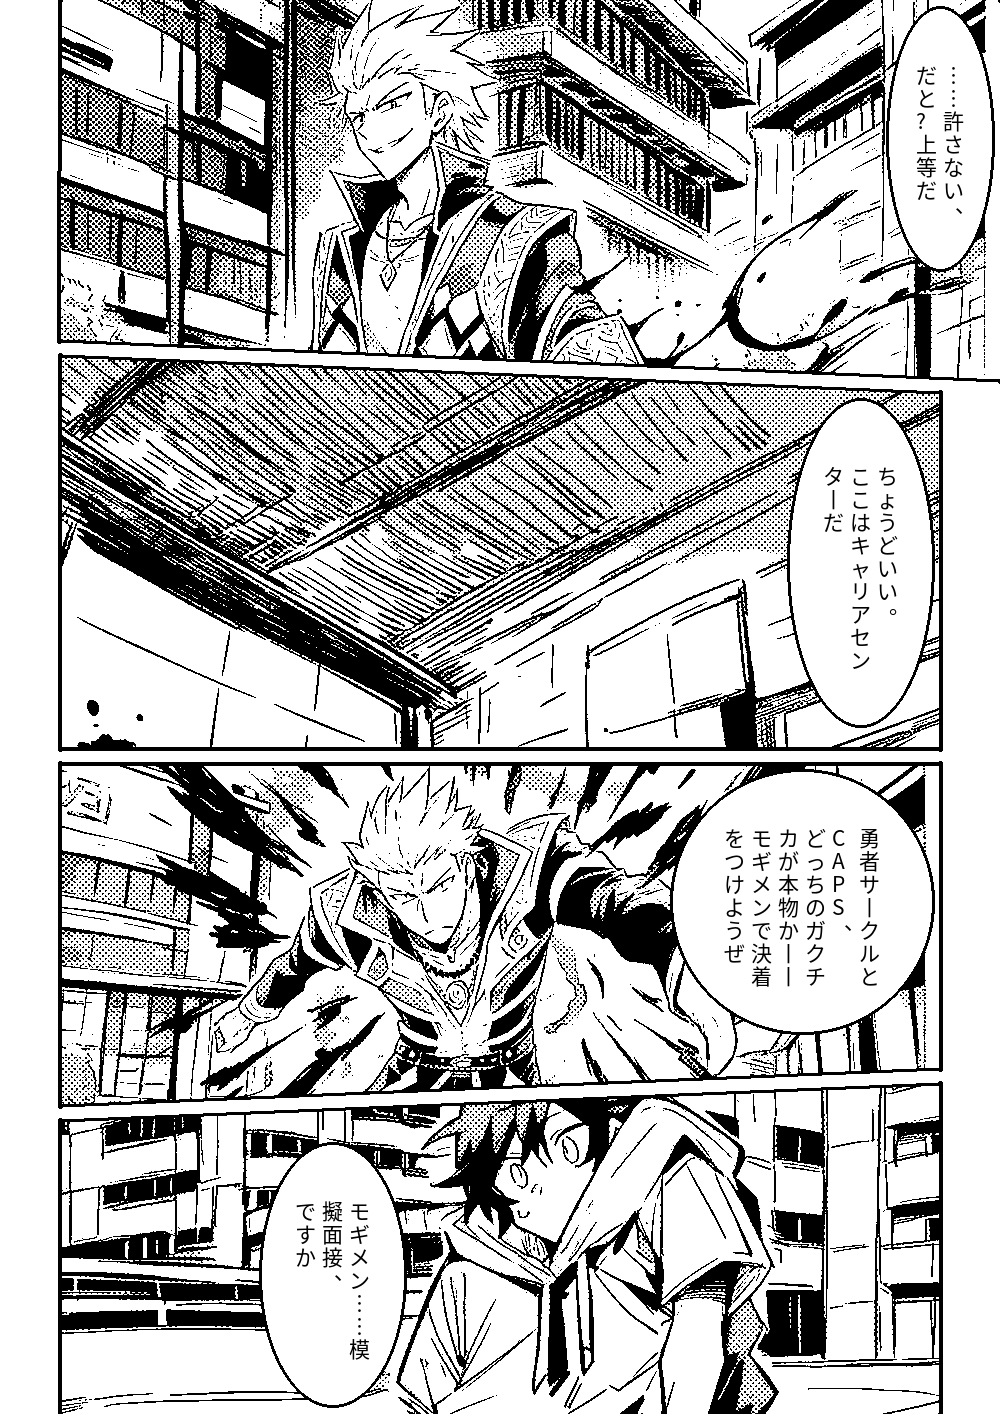 ……許さない、
だと？上等だ
ちょうどいい。
ここはキャリアセン
ターだ
勇者サークルと
CAPS、
どっちのガクチ
カが本物か——
モギメンで決着
をつけようぜ
モギメン……模
擬面接、
ですか